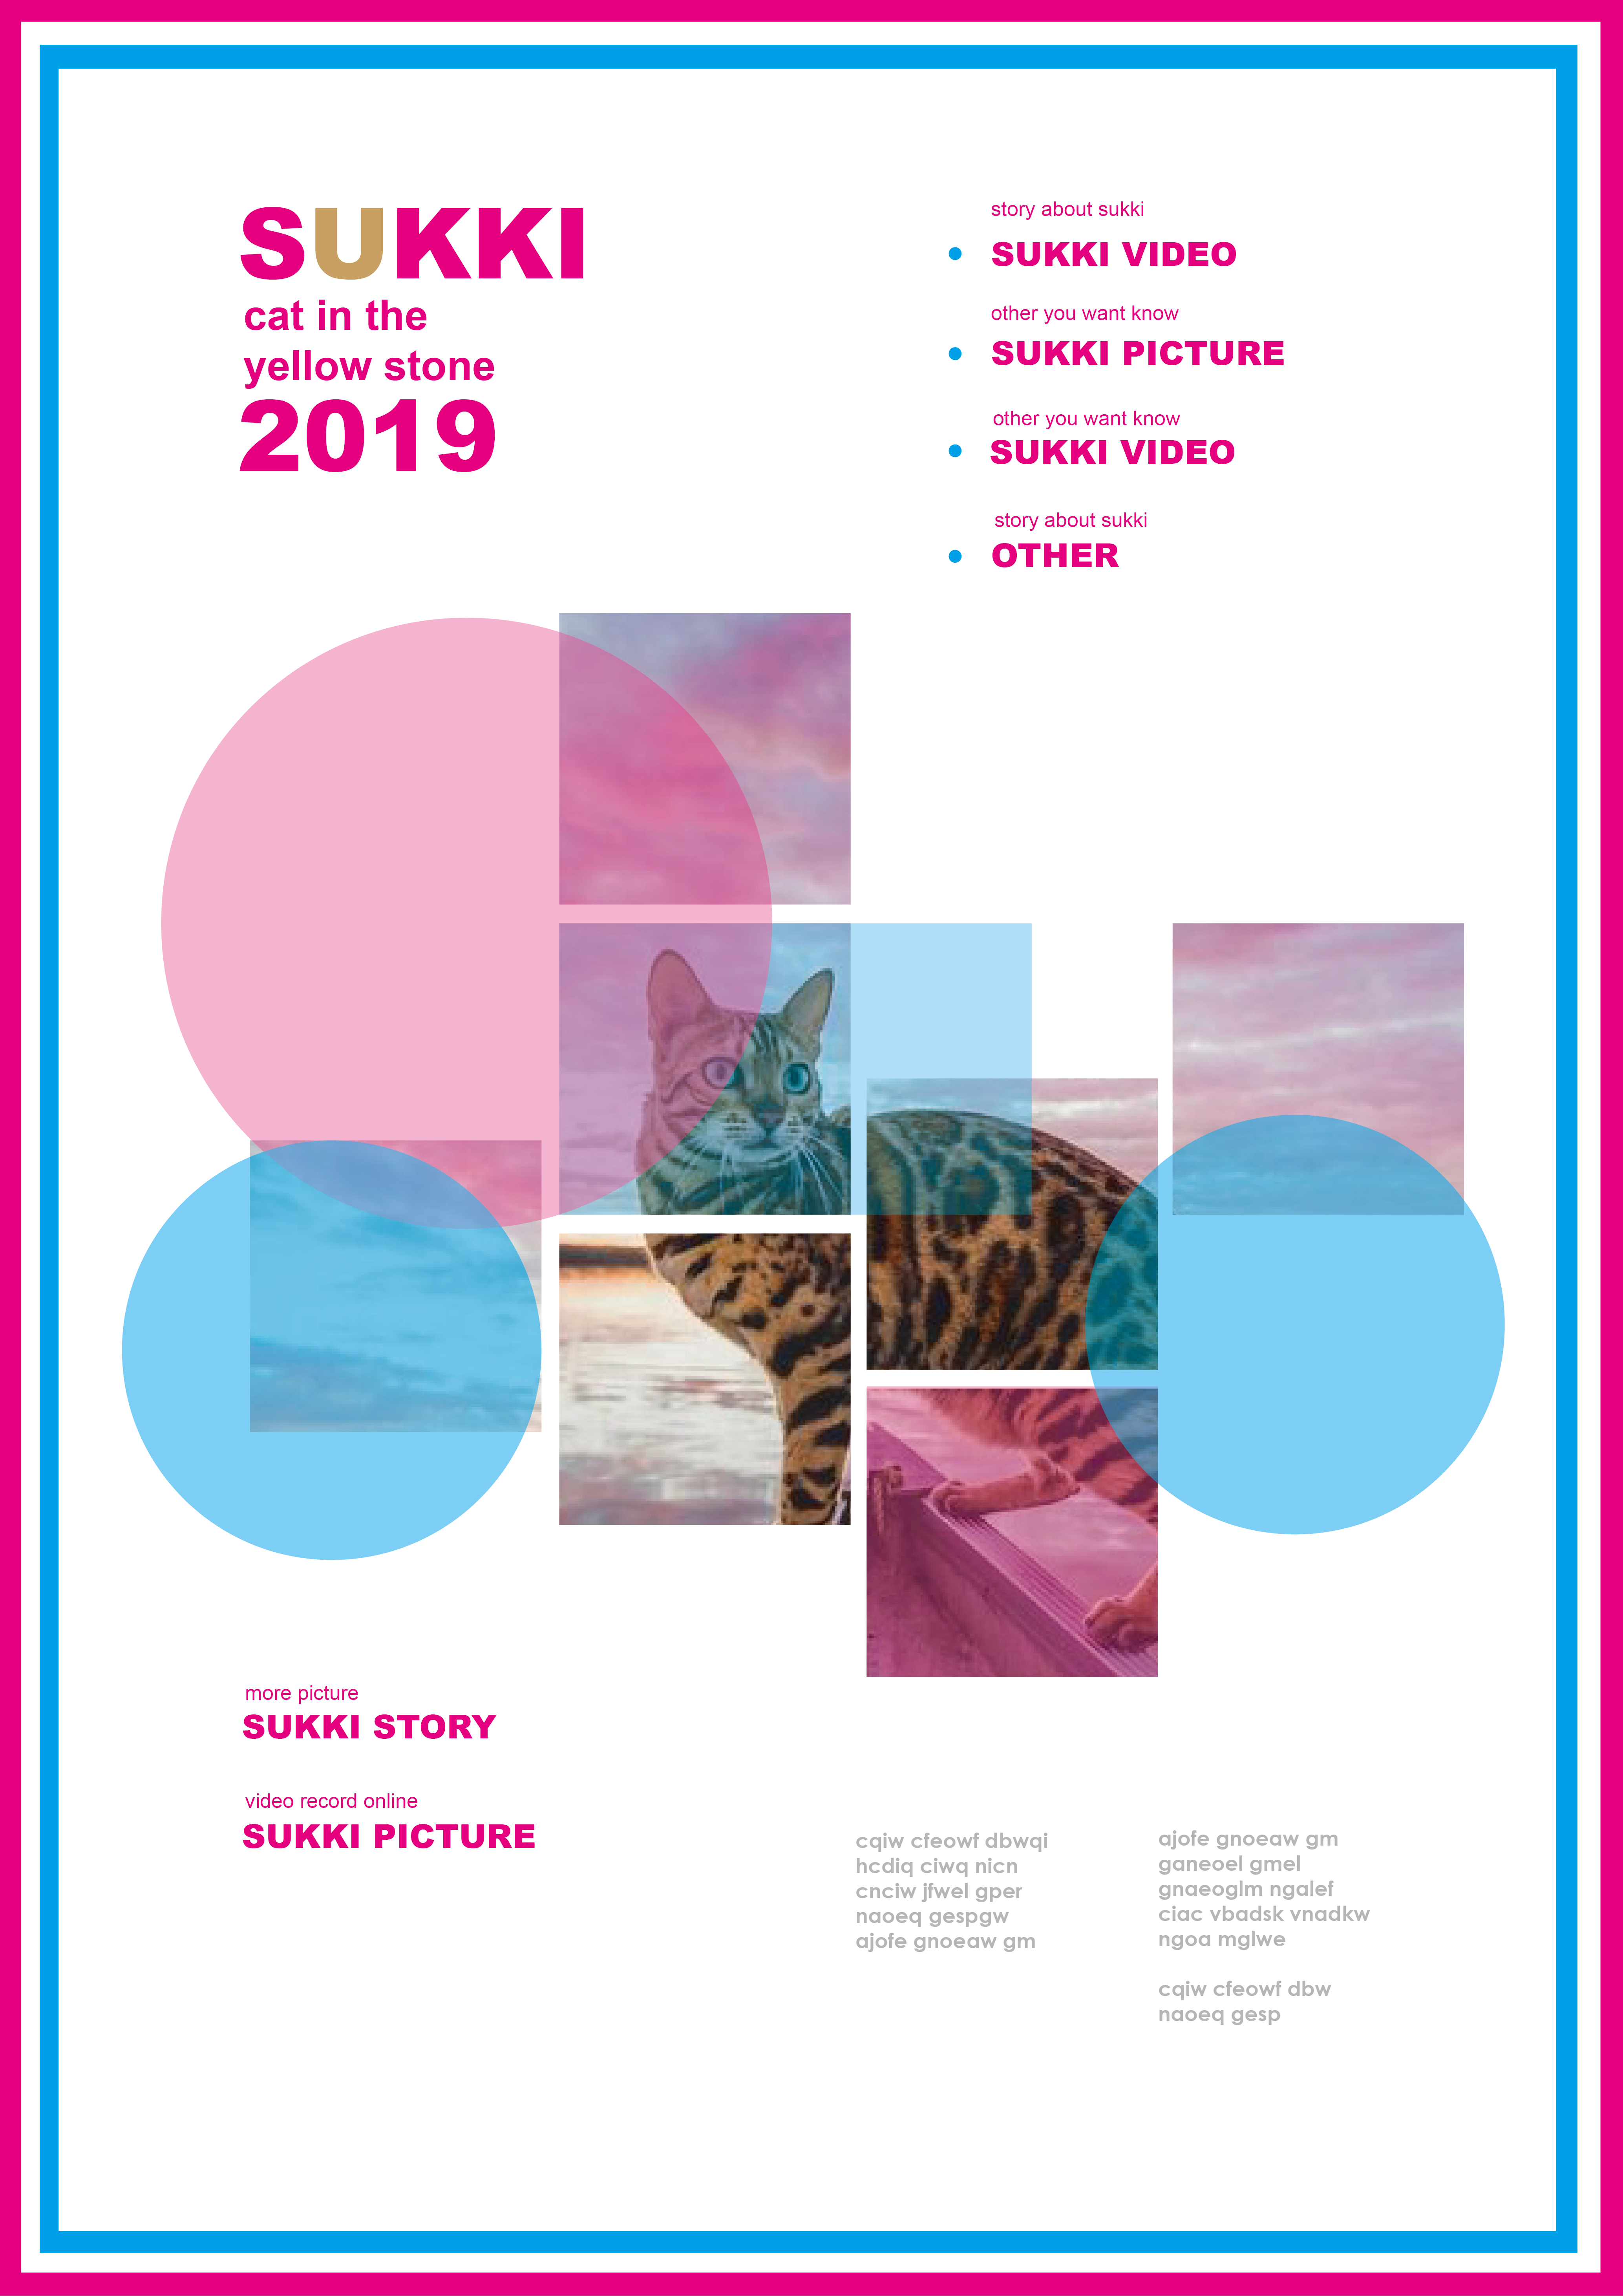 SUKKI
cat in the
yellow stone
2019
story about sukki
SUKKI VIDEO
other you want know
SUKKI PICTURE
other you want know
SUKKI VIDEO
story about sukki
OTHER
more picture
SUKKI STORY
video record online
SUKKI PICTURE
cqiw cfeowf dbwqi
hcdiq ciwq nicn
cnciw jfwel gper
naoeq gespgw
ajofe gnoeaw gm
ajofe gnoeaw gm
ganeoel gmel
gnaeoglm ngalef
ciac vbadsk vnadkw
ngoa mglwe
cqiw cfeowf dbw
naoeq gesp